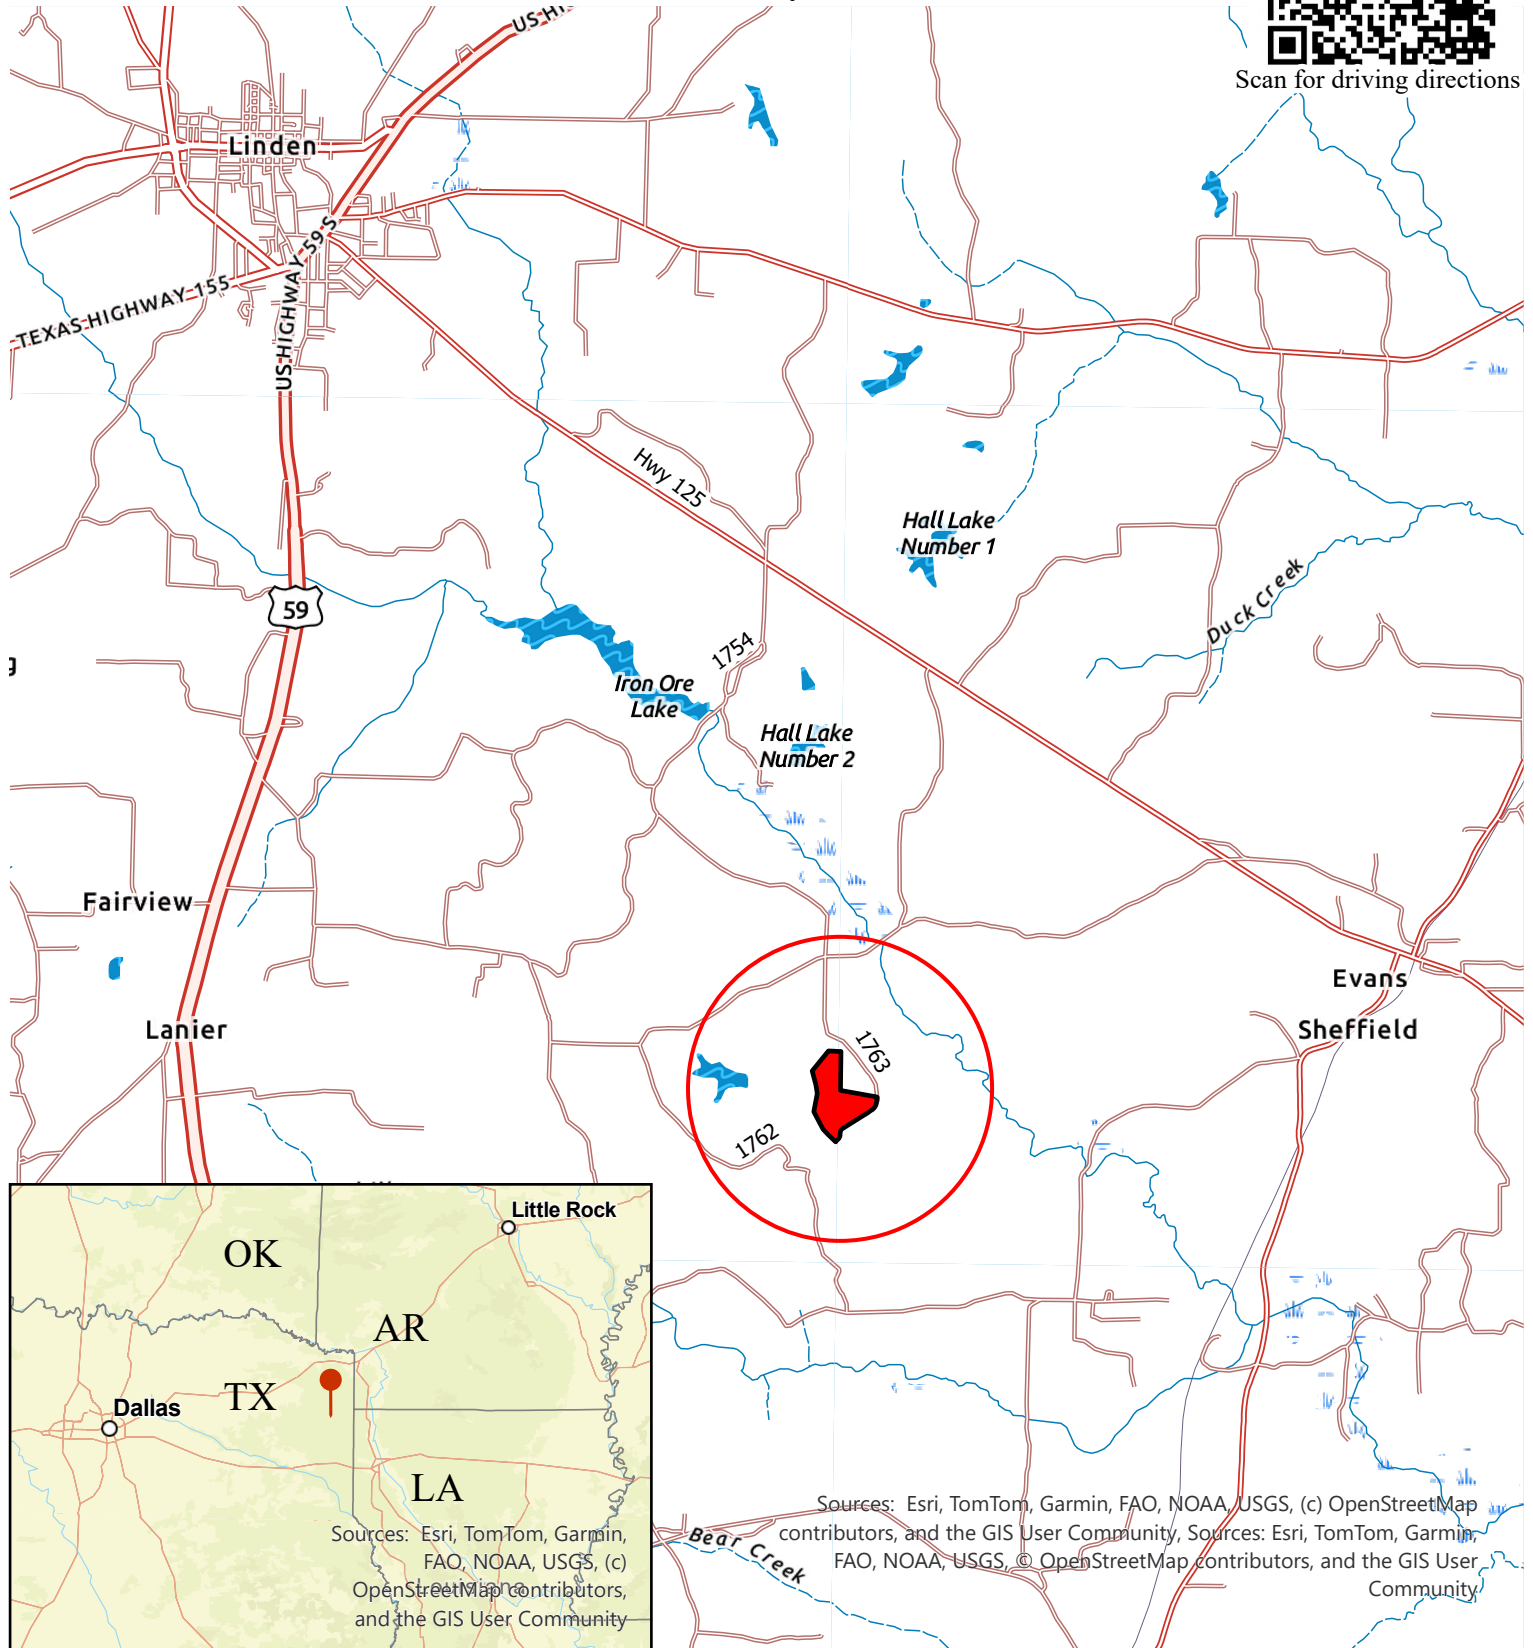 US HI
Scan for driving directions
Linden
US HIGHWAY 59 S
TEXAS HIGHWAY 155
Hwy 125
Hall Lake
Number 1
Duck Creek
59
g
1754
Iron Ore
Lake
Hall Lake
Number 2
Fairview
Evans
Lanier
Sheffield
1763
1762
Little Rock
OK
AR
TX
Dallas
LA
Sources: Esri, TomTom, Garmin,
FAO, NOAA, USGS, (c)
OpenStreetMap contributors,
and the GIS User Community
Louisiana
Bear Creek
Sources: Esri, TomTom, Garmin, FAO, NOAA, USGS, (c) OpenStreetMap
contributors, and the GIS User Community, Sources: Esri, TomTom, Garmin,
FAO, NOAA, USGS, © OpenStreetMap contributors, and the GIS User
Community